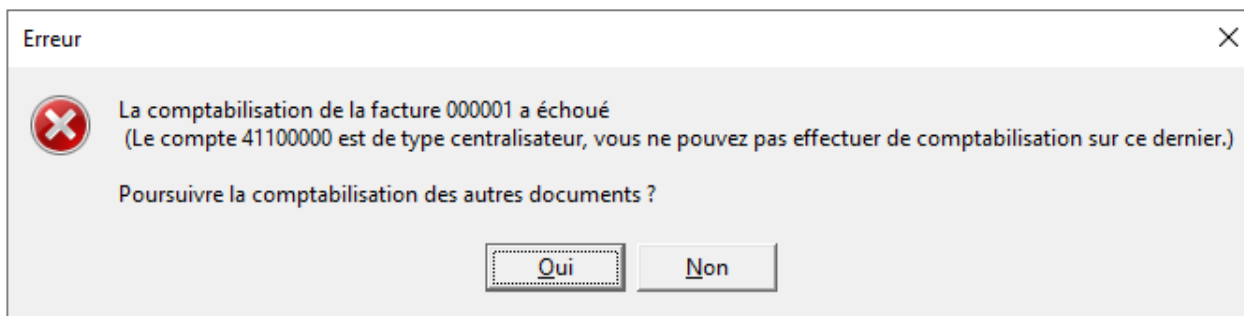 Erreur
La comptabilisation de la facture 000001 a échoué
(Le compte 41100000 est de type centralisateur, vous ne pouvez pas effectuer de comptabilisation sur ce dernier.)
Poursuivre la comptabilisation des autres documents ?
Oui
Non